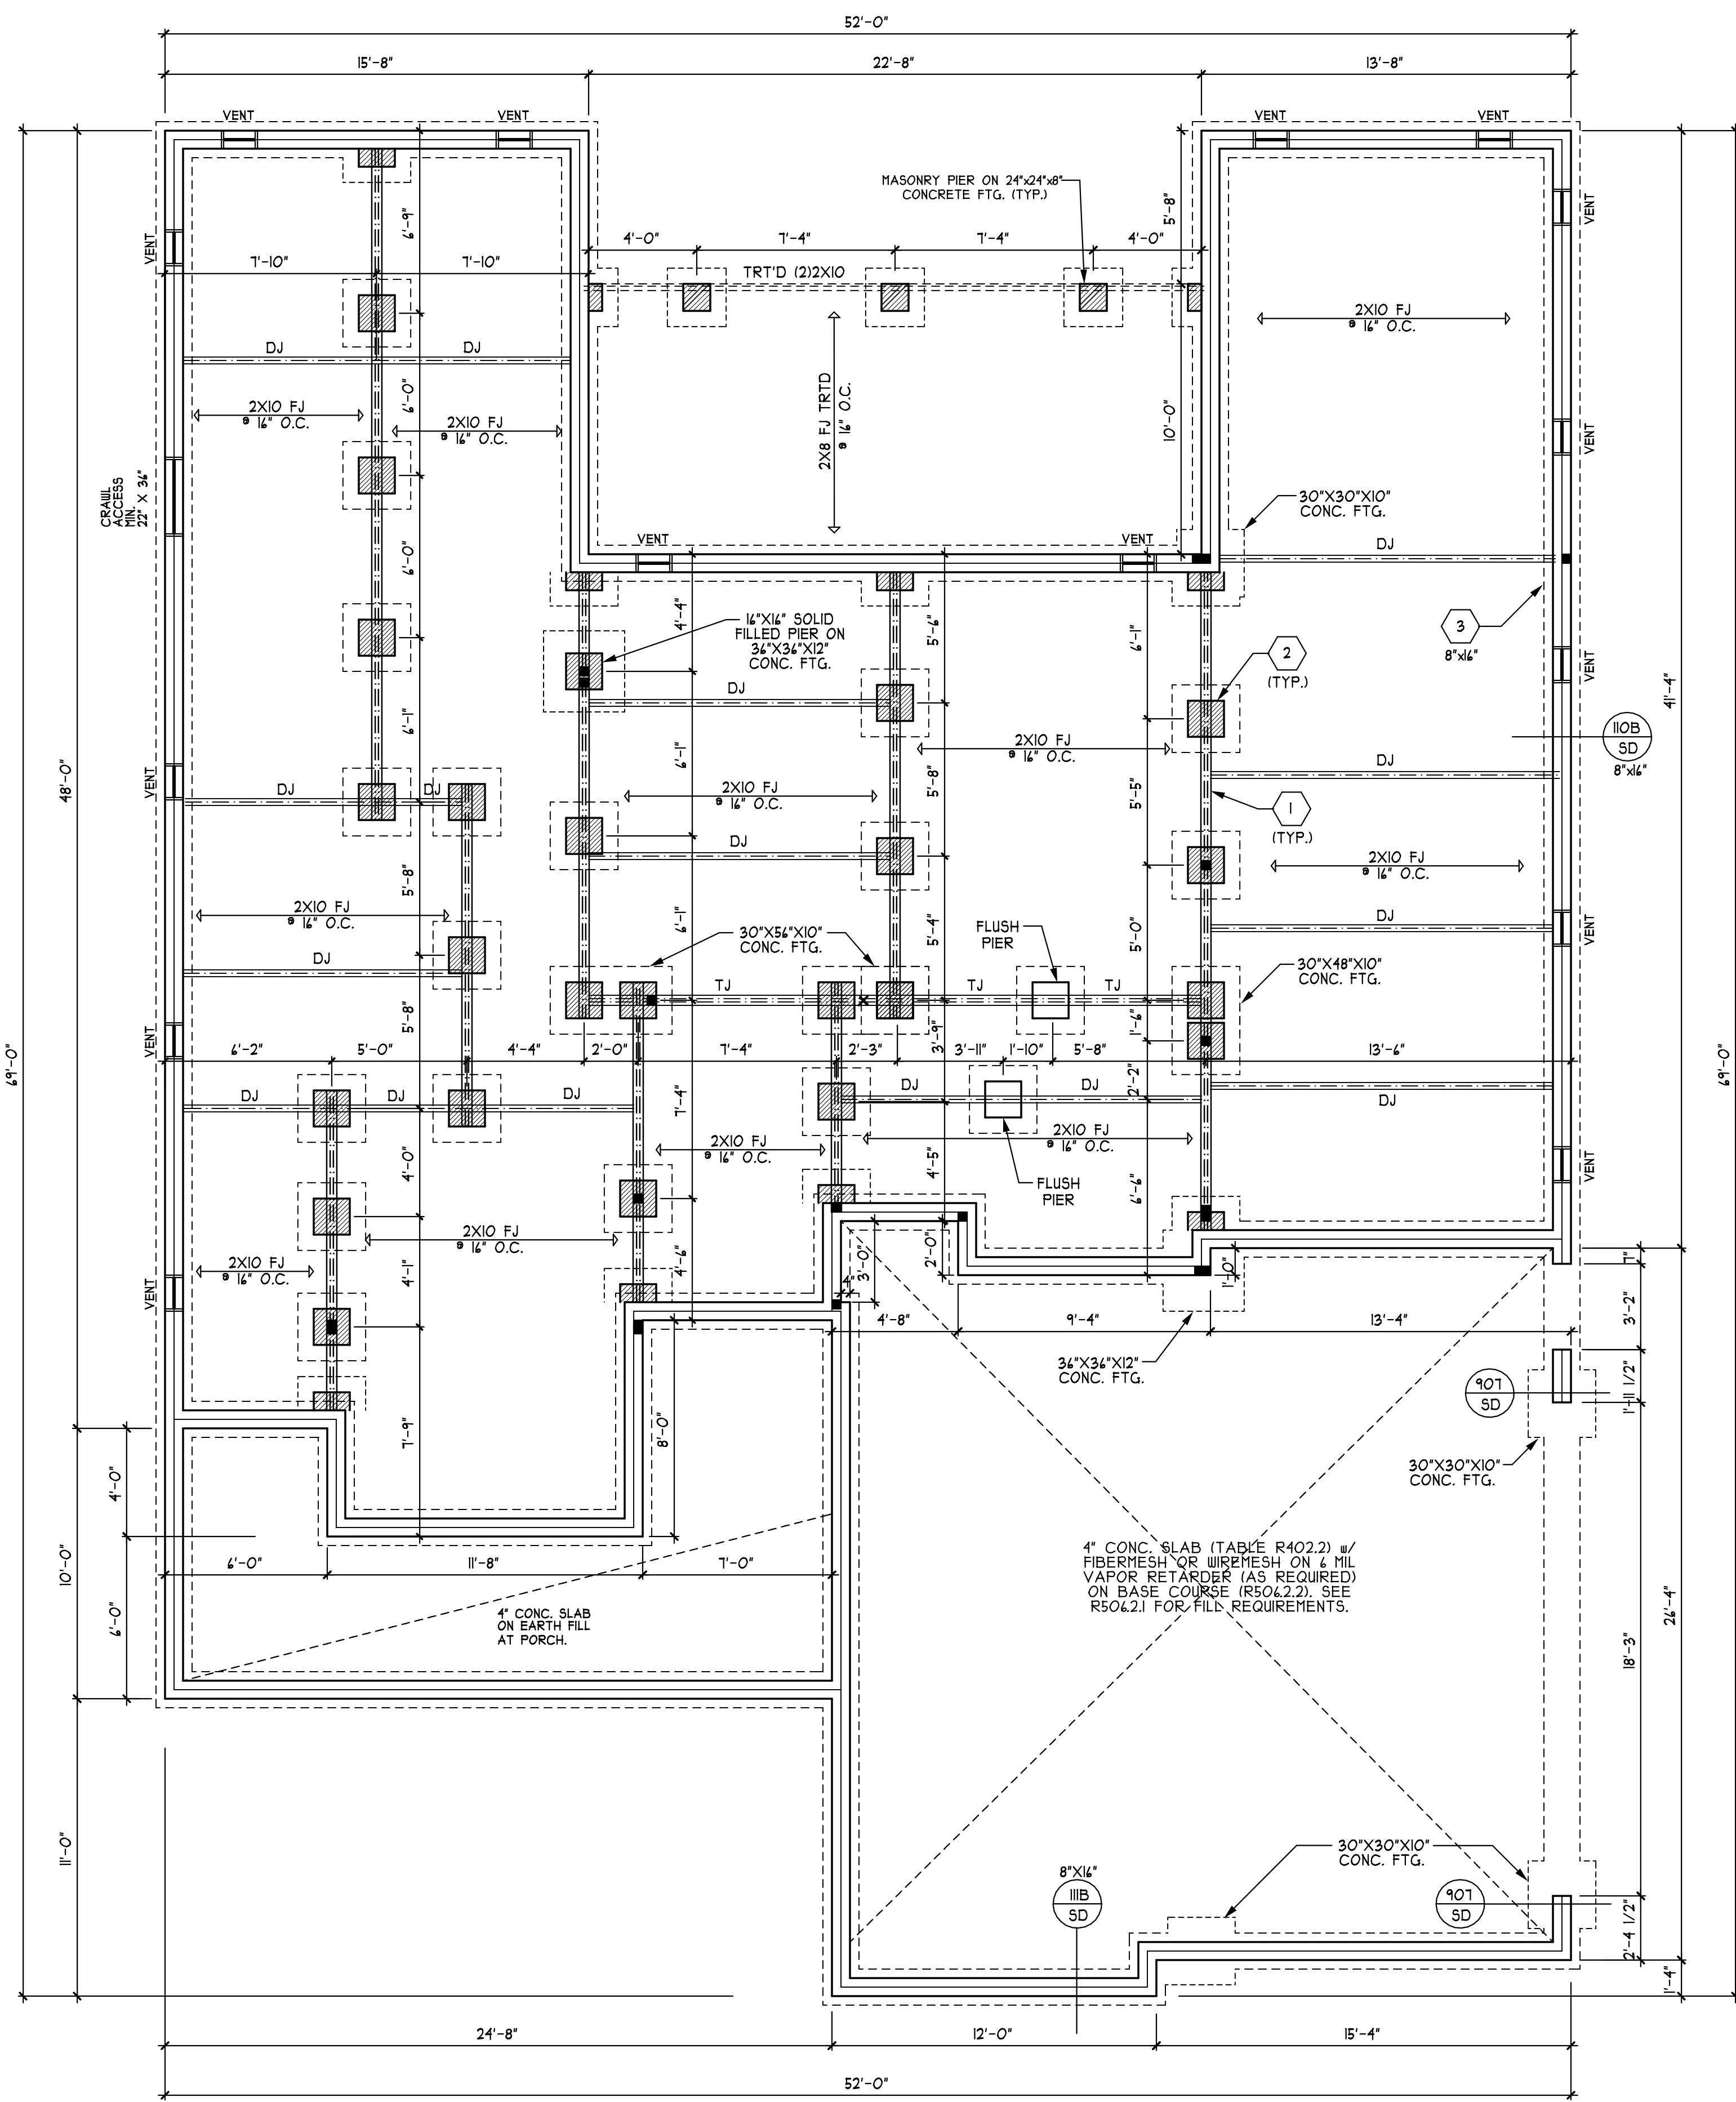 52'-0"
15'-8"
22'-8"
13'-8"
VENT
VENT
VENT
VENT
MASONRY PIER ON 24"x24"x8"
CONCRETE FTG. (TYP.)
5'-8"
6'-9"
VENT
VENT
4'-0"
7'-4"
7'-4"
4'-0"
7'-10"
7'-10"
TRT'D (2)2X10
2X10 FJ
@ 16" O.C.
DJ
DJ
6'-0"
2X10 FJ
@ 16" O.C.
2X10 FJ
@ 16" O.C.
2X8 FJ TRTD
@ 16" O.C.
10'-0"
VENT
CRAWL
ACCESS
MIN.
22" X 36"
30"X30"X10"
CONC. FTG.
6'-0"
VENT
VENT
DJ
4'-4"
16"X16" SOLID
FILLED PIER ON
36"X36"X12"
CONC. FTG.
5'-6"
6'-1"
3
8"x16"
2
(TYP.)
VENT
41'-4"
DJ
6'-1"
6'-1"
2X10 FJ
@ 16" O.C.
110B
SD
8"x16"
48'-0"
VENT
DJ
DJ
2X10 FJ
@ 16" O.C.
5'-8"
5'-5"
DJ
1
(TYP.)
DJ
2X10 FJ
@ 16" O.C.
5'-8"
2X10 FJ
@ 16" O.C.
6'-1"
30"X56"X10"
CONC. FTG.
5'-4"
FLUSH
PIER
5'-0"
DJ
VENT
DJ
30"X48"X10"
CONC. FTG.
TJ
TJ
TJ
5'-8"
1'-6"
VENT
69'-0"
6'-2"
5'-0"
4'-4"
2'-0"
7'-4"
2'-3"
3'-9"
3'-11"
1'-10"
5'-8"
13'-6"
69'-0"
DJ
DJ
DJ
7'-4"
DJ
DJ
2'-2"
DJ
4'-0"
2X10 FJ
@ 16" O.C.
4'-5"
2X10 FJ
@ 16" O.C.
VENT
FLUSH
PIER
6'-6"
2X10 FJ
@ 16" O.C.
2X10 FJ
@ 16" O.C.
4'-1"
4'-6"
4"
3'-0"
2'-0"
1'-0"
7"
VENT
4'-8"
9'-4"
13'-4"
3'-2"
36"X36"X12"
CONC. FTG.
907
SD
1'-11 1/2"
7'-9"
8'-0"
30"X30"X10"
CONC. FTG.
4'-0"
10'-0"
6'-0"
11'-8"
7'-0"
4" CONC. SLAB (TABLE R402.2) W/
FIBERMESH OR WIREMESH ON 6 MIL
VAPOR RETARDER (AS REQUIRED)
ON BASE COURSE (R506.2.2). SEE
R506.2.1 FOR FILL REQUIREMENTS.
6'-0"
4" CONC. SLAB
ON EARTH FILL
AT PORCH.
26'-4"
18'-3"
11'-0"
30"X30"X10"
CONC. FTG.
8"X16"
111B
SD
907
SD
2'-4 1/2"
1'-4"
24'-8"
12'-0"
15'-4"
52'-0"